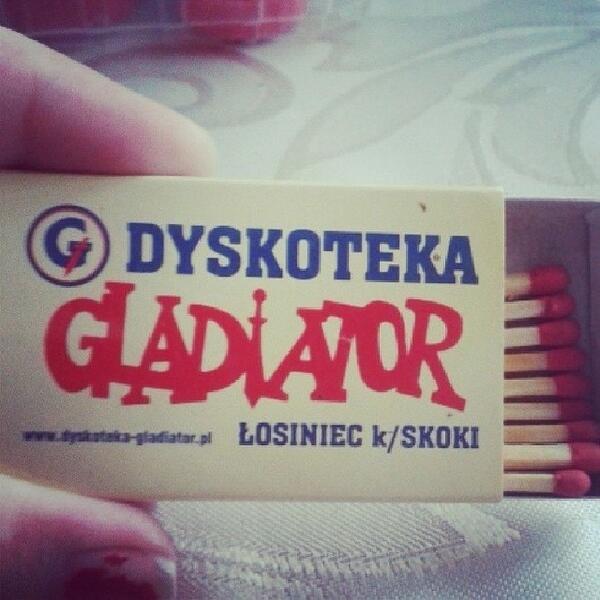 G DYSKOTEKA
GLADiATOR
www.dyskoteka-gladiator.pl ŁOSINIEC k/SKOKI